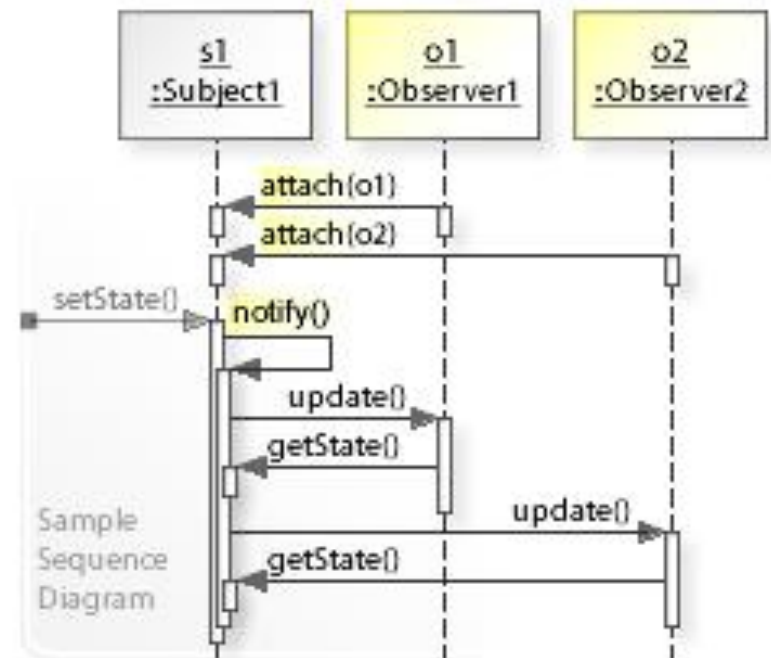 s1
:Subject1
o1
:Observer1
o2
:Observer2
attach(o1)
attach(o2)
setState()
notify()
update()
getState()
update()
getState()
Sample
Sequence
Diagram